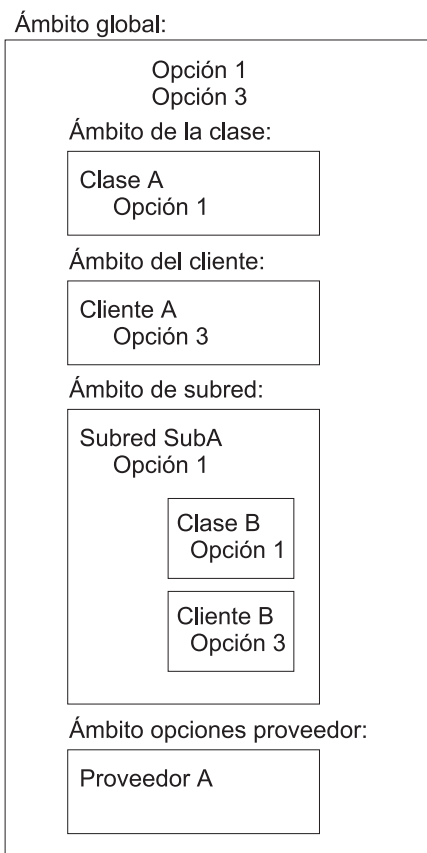 Ámbito global:
Opción 1
Opción 3
Ámbito de la clase:
Clase A
Opción 1
Ámbito del cliente:
Cliente A
Opción 3
Ámbito de subred:
Subred SubA
Opción 1
Clase B
Opción 1
Cliente B
Opción 3
Ámbito opciones proveedor:
Proveedor A